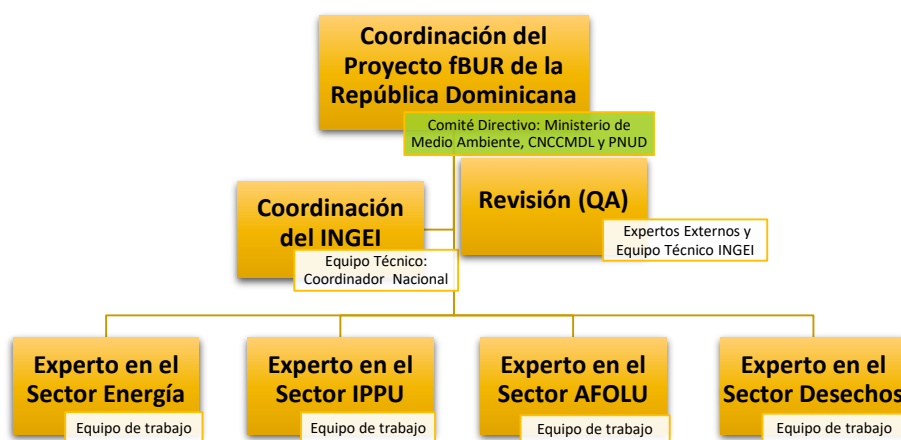 Coordinación del
Proyecto fBUR de la
República Dominicana
Comité Directivo: Ministerio de
Medio Ambiente, CNCCMDL y PNUD
Coordinación
del INGEI
Equipo Técnico:
Coordinador Nacional
Revisión (QA)
Expertos Externos y
Equipo Técnico INGEI
Experto en el
Sector Energía
Equipo de trabajo
Experto en el
Sector IPPU
Equipo de trabajo
Experto en el
Sector AFOLU
Equipo de trabajo
Experto en el
Sector Desechos
Equipo de trabajo